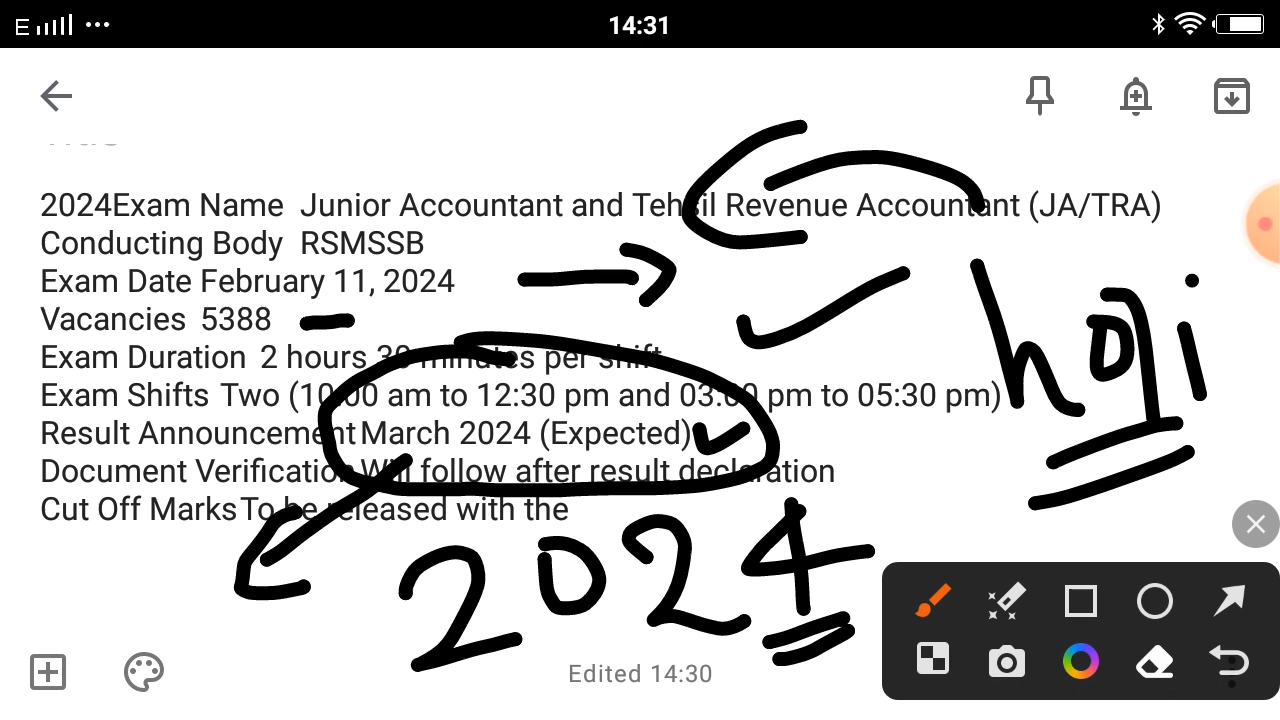 14:31
2024Exam Name Junior Accountant and Tehsil Revenue Accountant (JA/TRA)
Conducting Body RSMSSB
Exam Date February 11, 2024
Vacancies 5388
Exam Duration 2 hours 30 minutes per shift
Exam Shifts Two (10:00 am to 12:30 pm and 03:00 pm to 05:30 pm)
Result Announcement March 2024 (Expected)
Document Verification Will follow after result declaration
Cut Off Marks To be released with the
2024
Edited 14:30